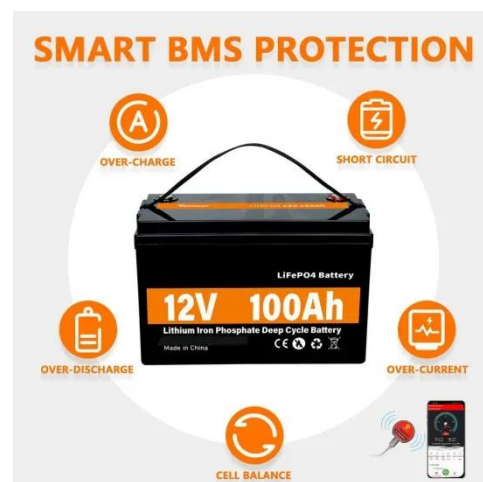 SMART BMS PROTECTION
OVER-CHARGE
SHORT CIRCUIT
LiFePO4 Battery
12V 100Ah
Lithium Iron Phosphate Deep Cycle Battery
Made in China
CE
OVER-DISCHARGE
OVER-CURRENT
CELL BALANCE